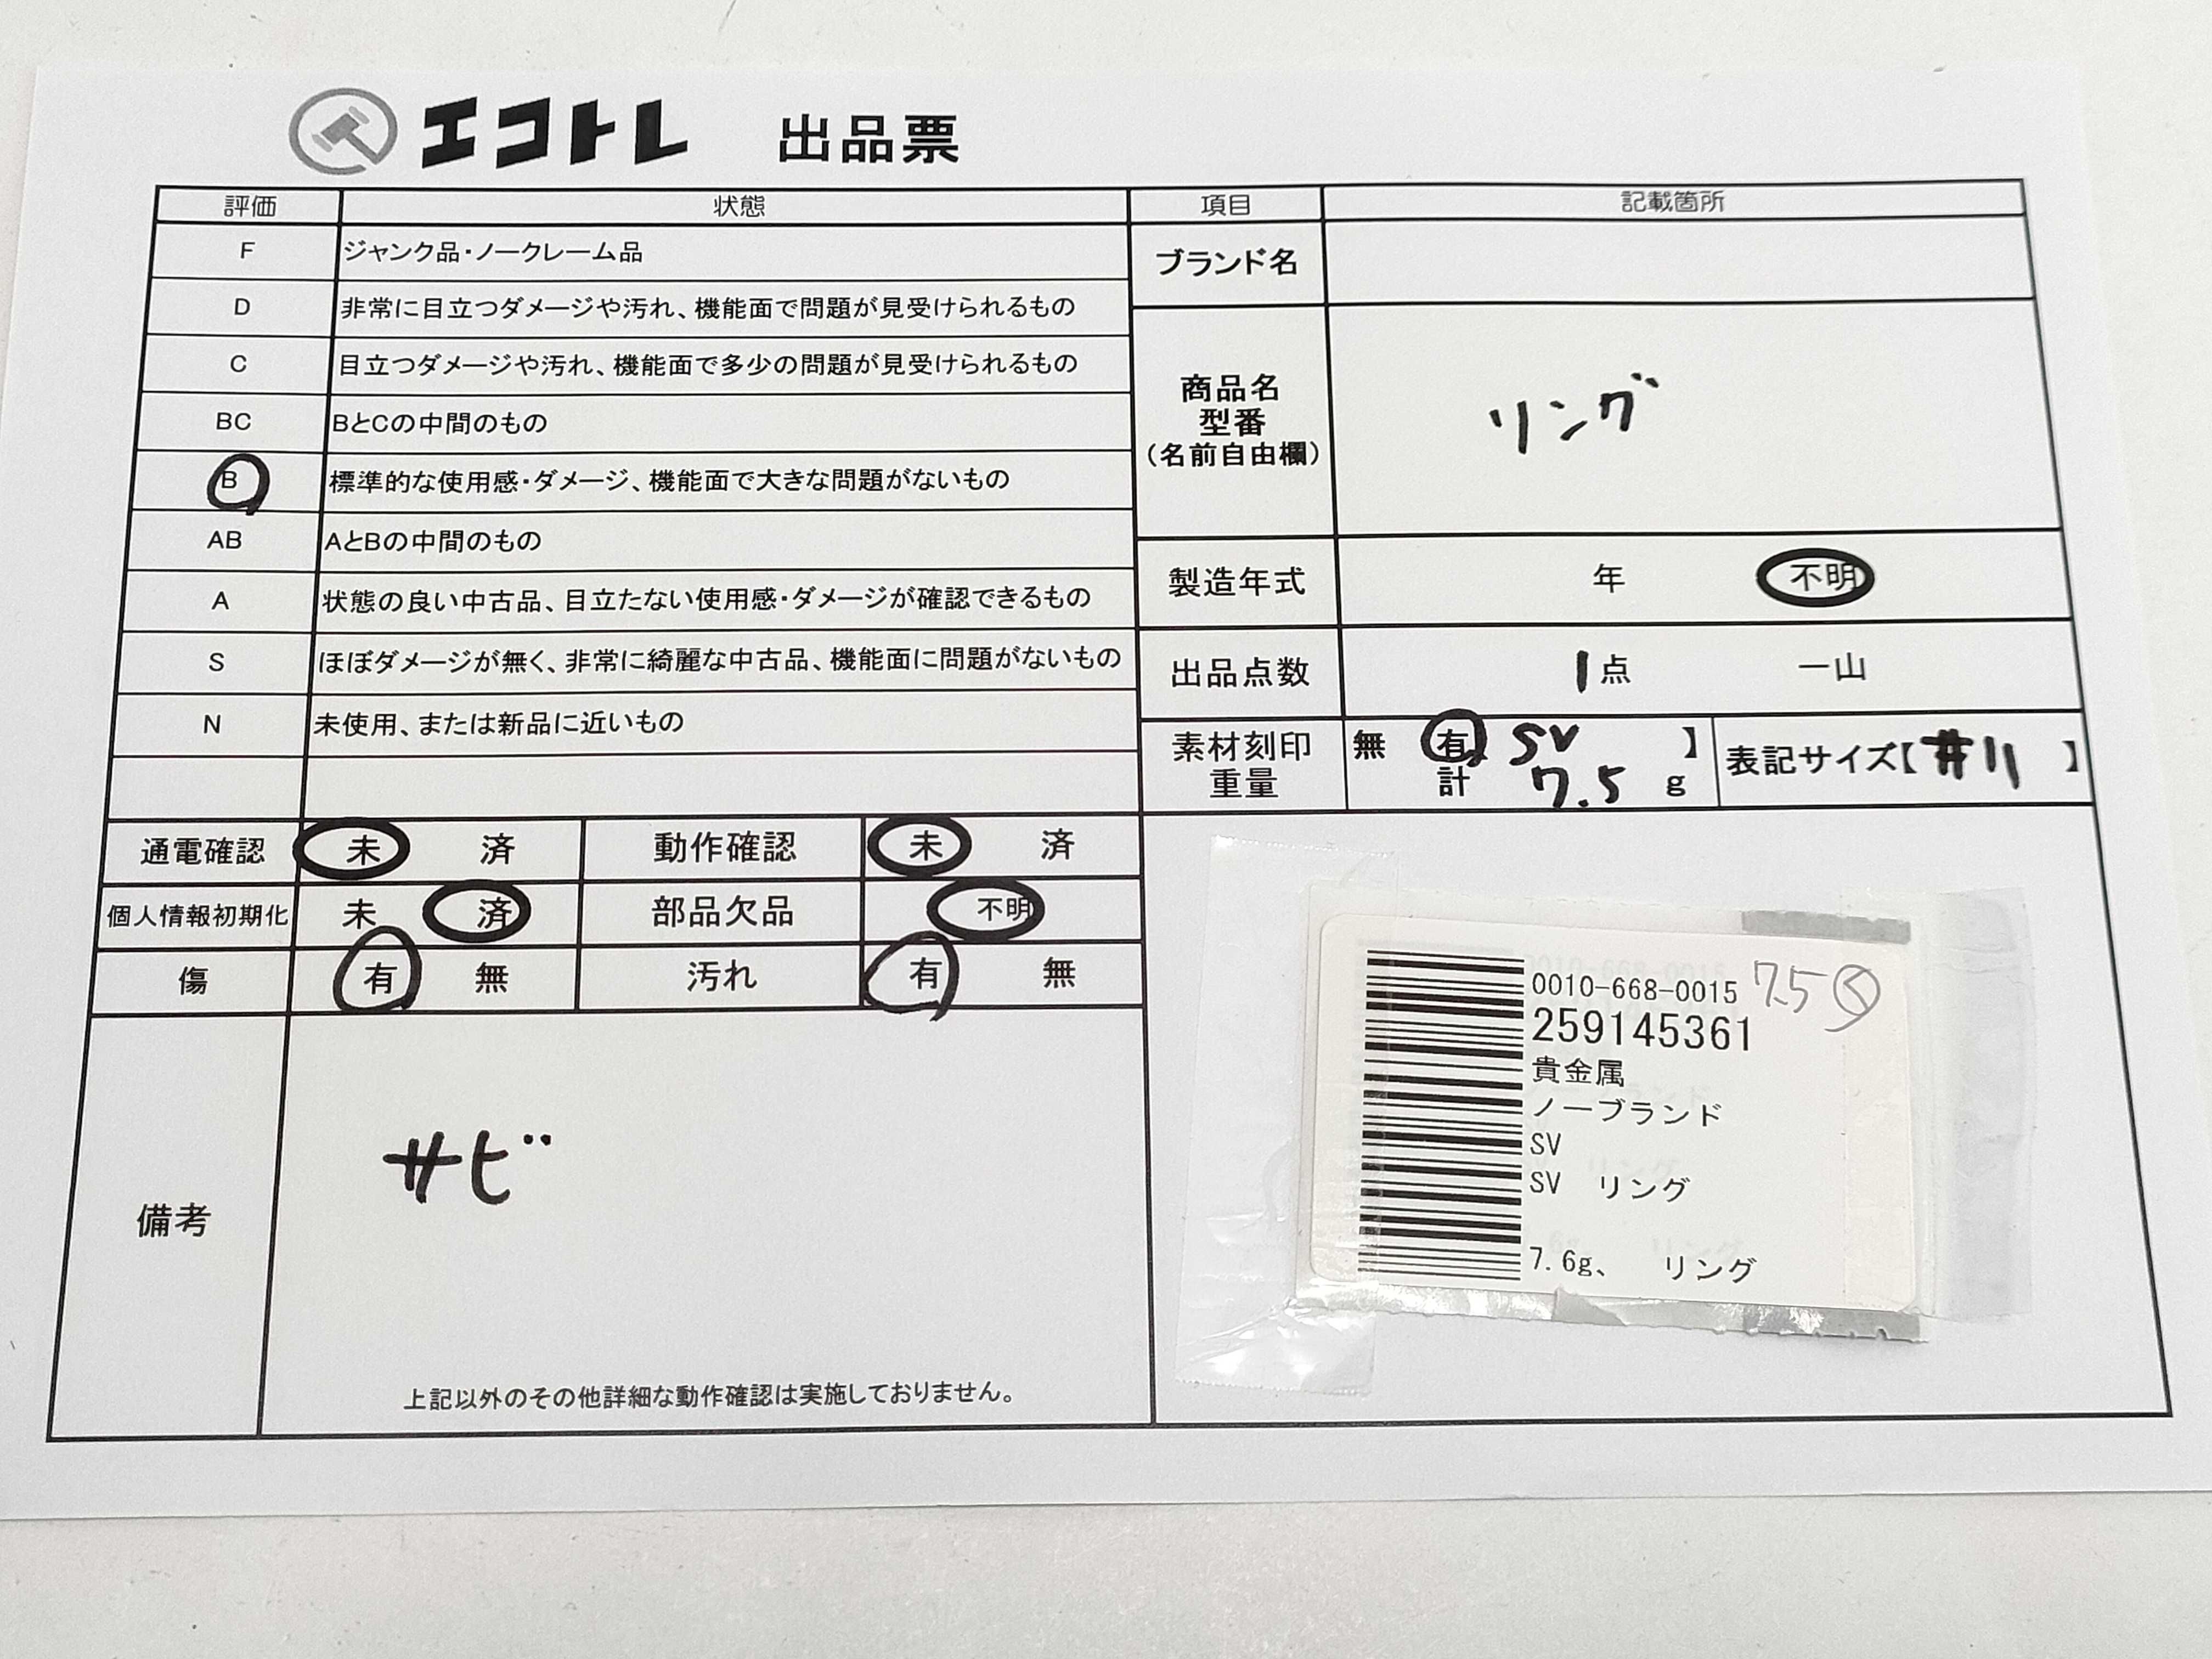 エコトレ 出品票
評価 状態
F ジャンク品・ノークレーム品
D 非常に目立つダメージや汚れ、機能面で問題が見受けられるもの
C 目立つダメージや汚れ、機能面で多少の問題が見受けられるもの
BC BとCの中間のもの
B 標準的な使用感・ダメージ、機能面で大きな問題がないもの
AB AとBの中間のもの
A 状態の良い中古品、目立たない使用感・ダメージが確認できるもの
S ほぼダメージが無く、非常に綺麗な中古品、機能面に問題がないもの
N 未使用、または新品に近いもの
通電確認 未 済 動作確認 未 済
個人情報初期化 未 済 部品欠品 不明
傷 有 無 汚れ 有 無
備考
サビ
上記以外のその他詳細な動作確認は実施しておりません。
項目 記載箇所
ブランド名
商品名
型番
(名前自由欄)
リング
製造年式 年 不明
出品点数 1点 一山
素材刻印 無 有 SV 】
重量 計 7.5 g
表記サイズ【#11 】
0010-668-0015 7.5
259145361
貴金属
ノーブランド
SV
SV リング
7.6g、 リング